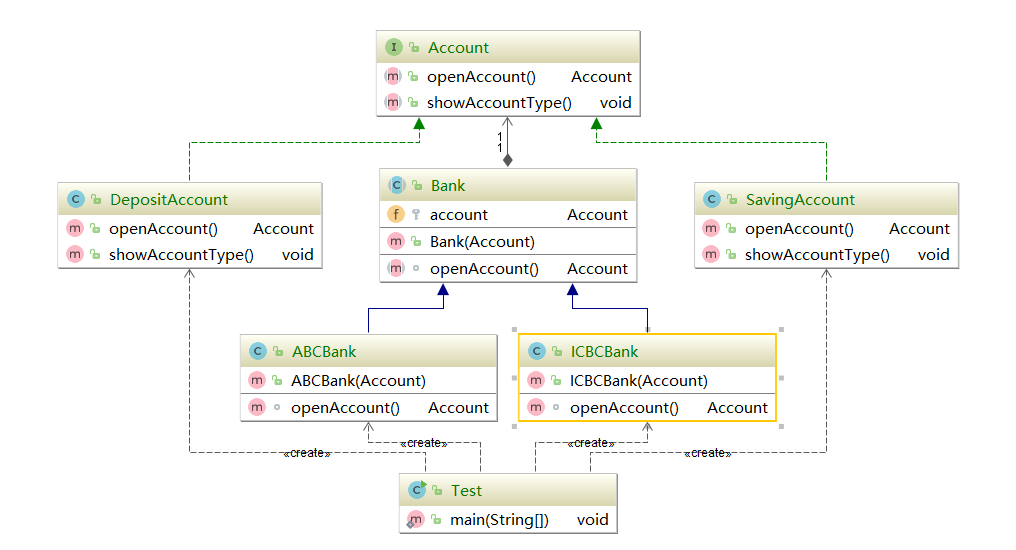 I Account
m openAccount() Account
m showAccountType() void
1
1
C DepositAccount
m openAccount() Account
m showAccountType() void
C Bank
f account Account
m Bank(Account)
m openAccount() Account
C SavingAccount
m openAccount() Account
m showAccountType() void
C ABCBank
m ABCBank(Account)
m openAccount() Account
C ICBCBank
m ICBCBank(Account)
m openAccount() Account
«create»
«create»
«create»
«create»
C Test
m main(String[]) void